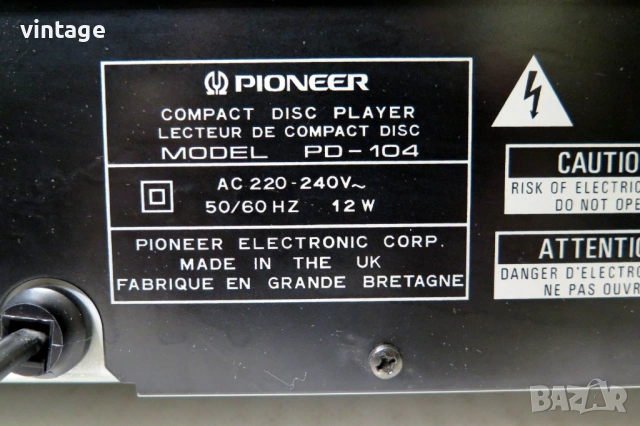 vintage
PIONEER
COMPACT DISC PLAYER
LECTEUR DE COMPACT DISC
MODEL PD-104
AC 220-240V~
50/60 HZ 12 W
PIONEER ELECTRONIC CORP.
MADE IN THE UK
FABRIQUE EN GRANDE BRETAGNE
CAUTIO
RISK OF ELECTRIC
DO NOT OPE
ATTENTIO
DANGER D'ELECTRO
NE PAS OUVR
BAZAR